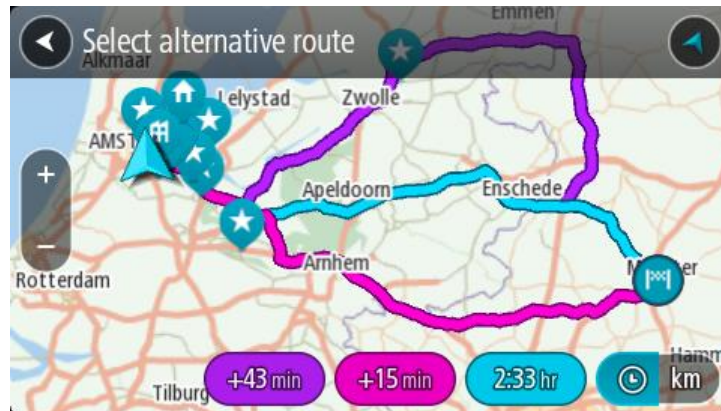 Emmen
Select alternative route
Alkmaar
Lelystad
Zwolle
AMST
+
Apeldoorn
Enschede
−
Arnhem
Rotterdam
+43 min
+15 min
2:33 hr
km
Hamm
Tilburg